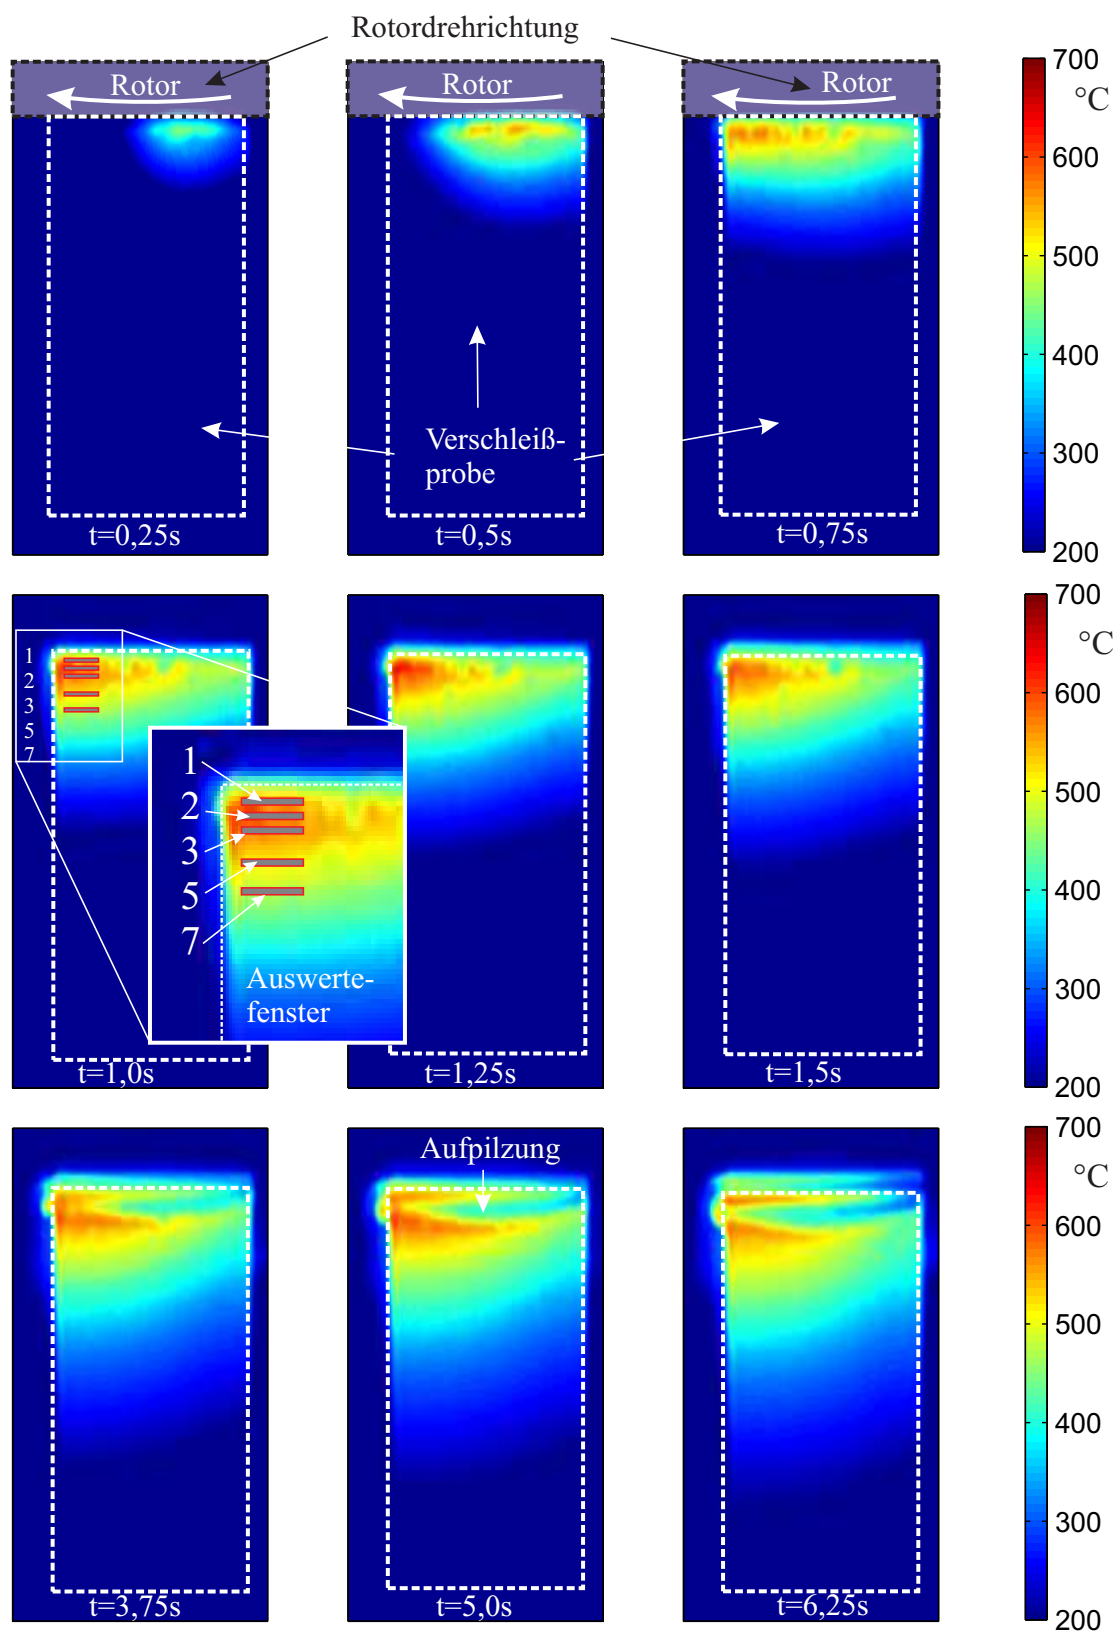 Rotordrehrichtung
Rotor
Rotor
Rotor
700
°C
600
500
400
300
200
Verschleiß-
probe
t=0,25s
t=0,5s
t=0,75s
700
°C
600
500
400
300
200
1
2
3
5
7
1
2
3
5
7
Auswerte-
fenster
t=1,0s
t=1,25s
t=1,5s
700
°C
600
500
400
300
200
Aufpilzung
t=3,75s
t=5,0s
t=6,25s